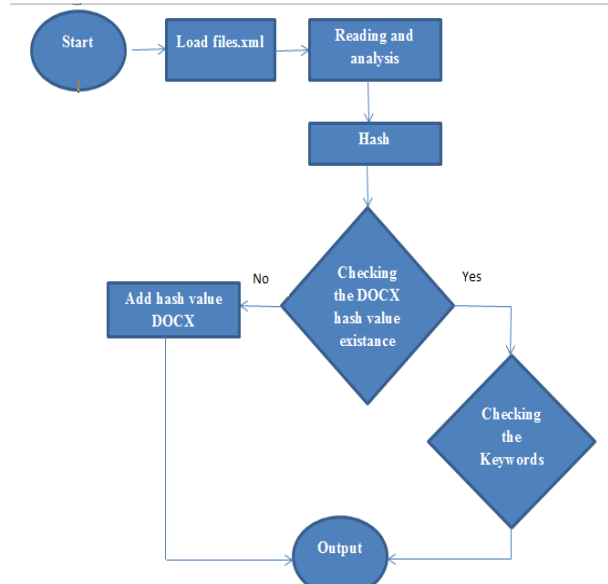 Start
Load files.xml
Reading and
analysis
Hash
Checking
the DOCX
hash value
existance
No
Yes
Add hash value
DOCX
Checking
the
Keywords
Output